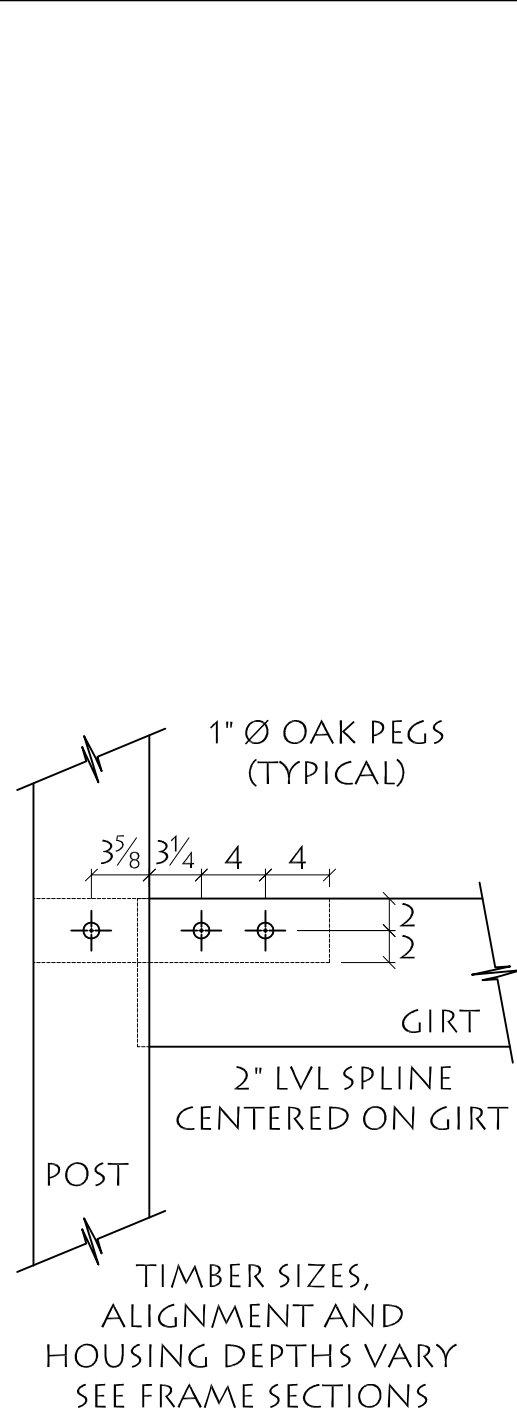 1" Ø OAK PEGS
(TYPICAL)
3⅝ 3¼ 4 4
2
2
GIRT
2" LVL SPLINE
CENTERED ON GIRT
POST
TIMBER SIZES,
ALIGNMENT AND
HOUSING DEPTHS VARY
SEE FRAME SECTIONS